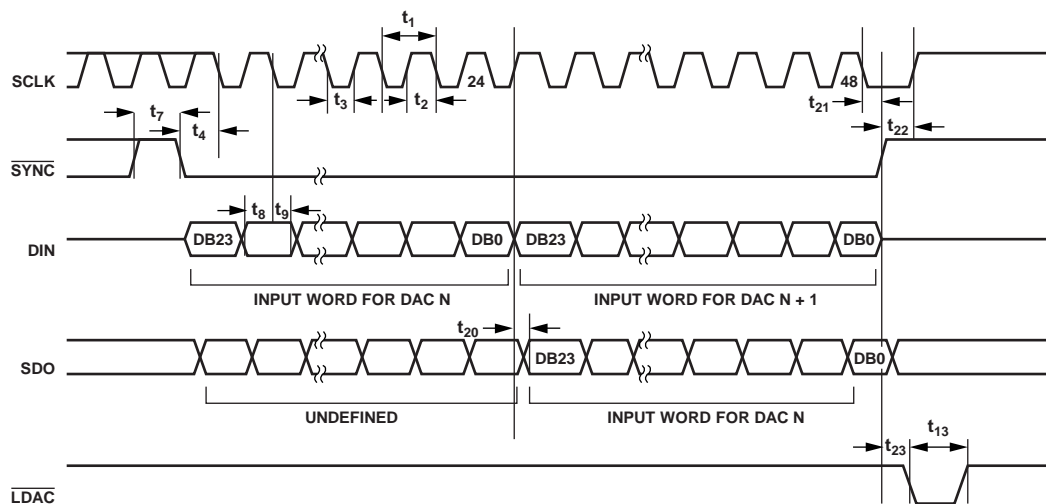 t1
SCLK
24
48
t3
t2
t21
t7
t4
t22
SYNC
t8
t9
DIN
DB23
DB0
DB23
DB0
INPUT WORD FOR DAC N
INPUT WORD FOR DAC N + 1
t20
SDO
DB23
DB0
UNDEFINED
INPUT WORD FOR DAC N
t23
t13
LDAC